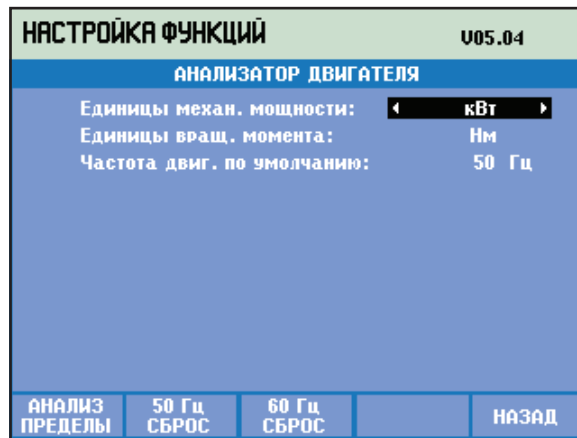 НАСТРОЙКА ФУНКЦИЙ V05.04
АНАЛИЗАТОР ДВИГАТЕЛЯ
Единицы механ. мощности: кВт
Единицы вращ. момента: Нм
Частота двиг. по умолчанию: 50 Гц
АНАЛИЗ ПРЕДЕЛЫ
50 Гц СБРОС
60 Гц СБРОС
НАЗАД